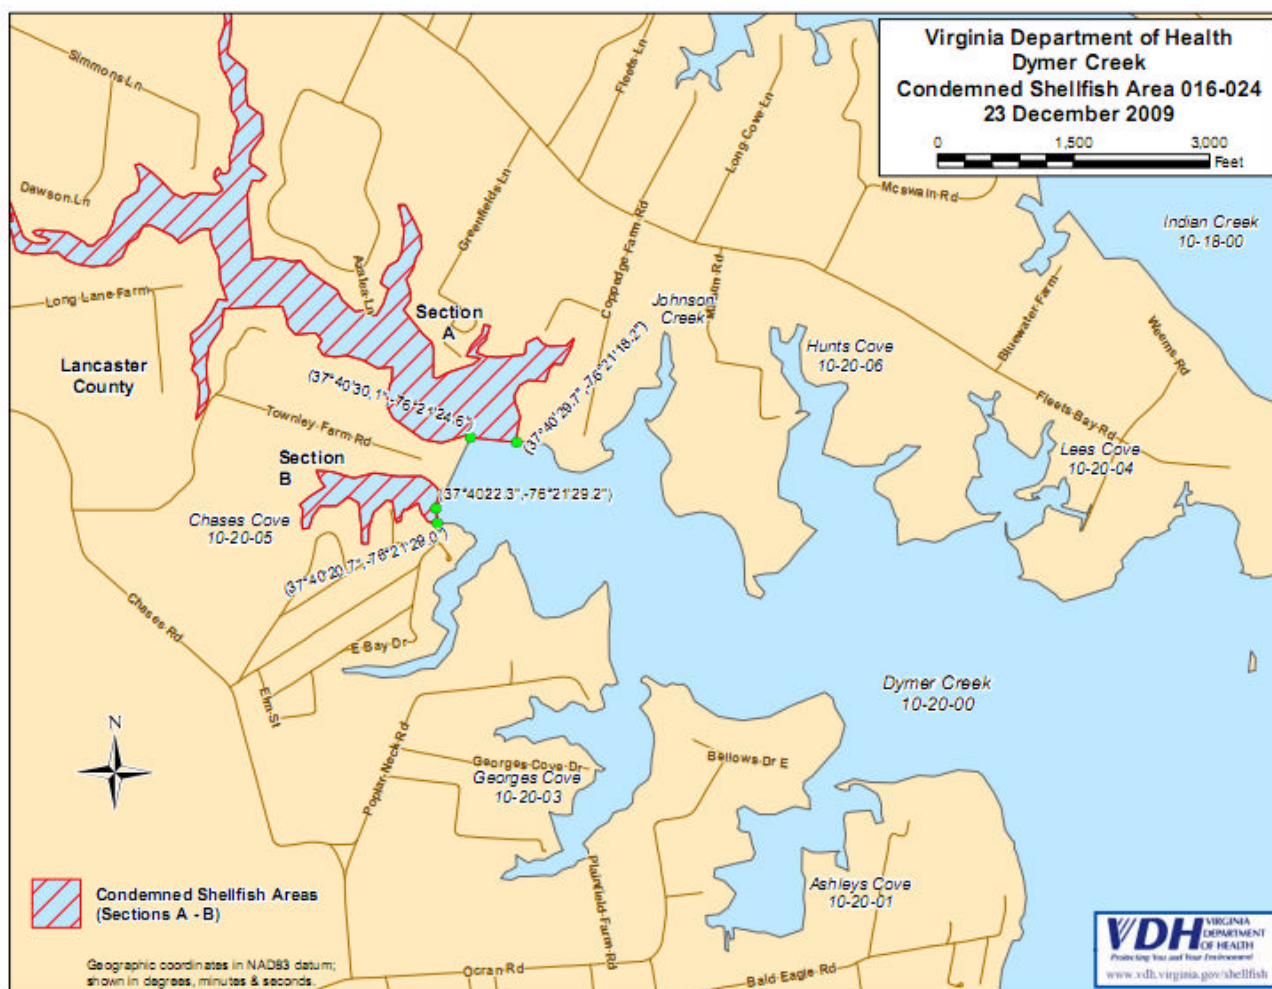 Virginia Department of Health
Dymer Creek
Condemned Shellfish Area 016-024
23 December 2009
0 1,500 3,000
Feet
Simmons Ln
Fleets Ln
Long Cove Ln
Mcswain Rd
Dawson Ln
Greenfields Ln
Coppedge Farm Rd
Indian Creek
10-18-00
Azalea Ln
Long Lane Farm
Section
A
Johnson
Creek
Bluewater Farm
Weems Rd
Hunts Cove
10-20-06
Lancaster
County
(37°40'30.1",-76°21'24.6")
(37°40'29.7",-76°21'18.2")
Townley Farm Rd
Fleets Bay Rd
Lees Cove
10-20-04
Section
B
(37°4022.3",-76°21'29.2")
Chases Cove
10-20-05
(37°40'20.7",-76°21'29.0")
Chases Rd
E Bay Dr
Elm St
Dymer Creek
10-20-00
N
Poplar Neck Rd
Georges Cove Dr
Georges Cove
10-20-03
Bellows Dr E
Plainfield Farm Rd
Ashleys Cove
10-20-01
Condemned Shellfish Areas
(Sections A - B)
Geographic coordinates in NAD83 datum;
shown in degrees, minutes & seconds.
Ocran Rd
Bald Eagle Rd
VDH VIRGINIA
DEPARTMENT
OF HEALTH
Protecting You and Your Environment
www.vdh.virginia.gov/shellfish